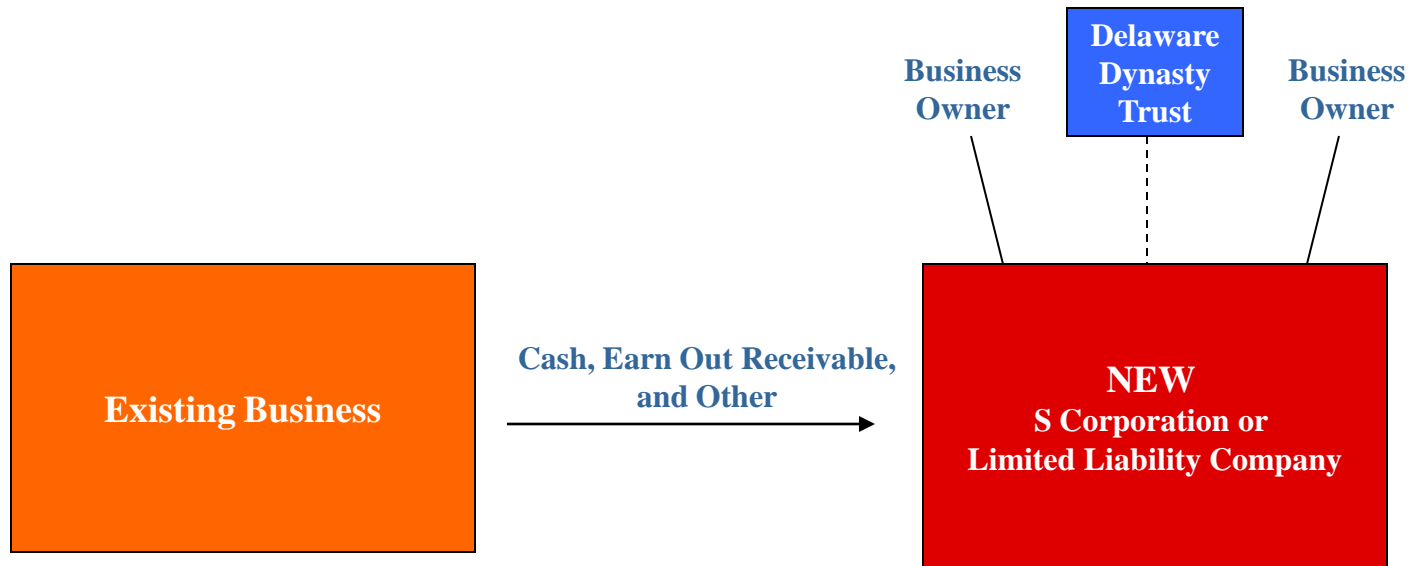 Delaware
Dynasty
Trust
Business
Owner
Business
Owner
Existing Business
Cash, Earn Out Receivable,
and Other
NEW
S Corporation or
Limited Liability Company